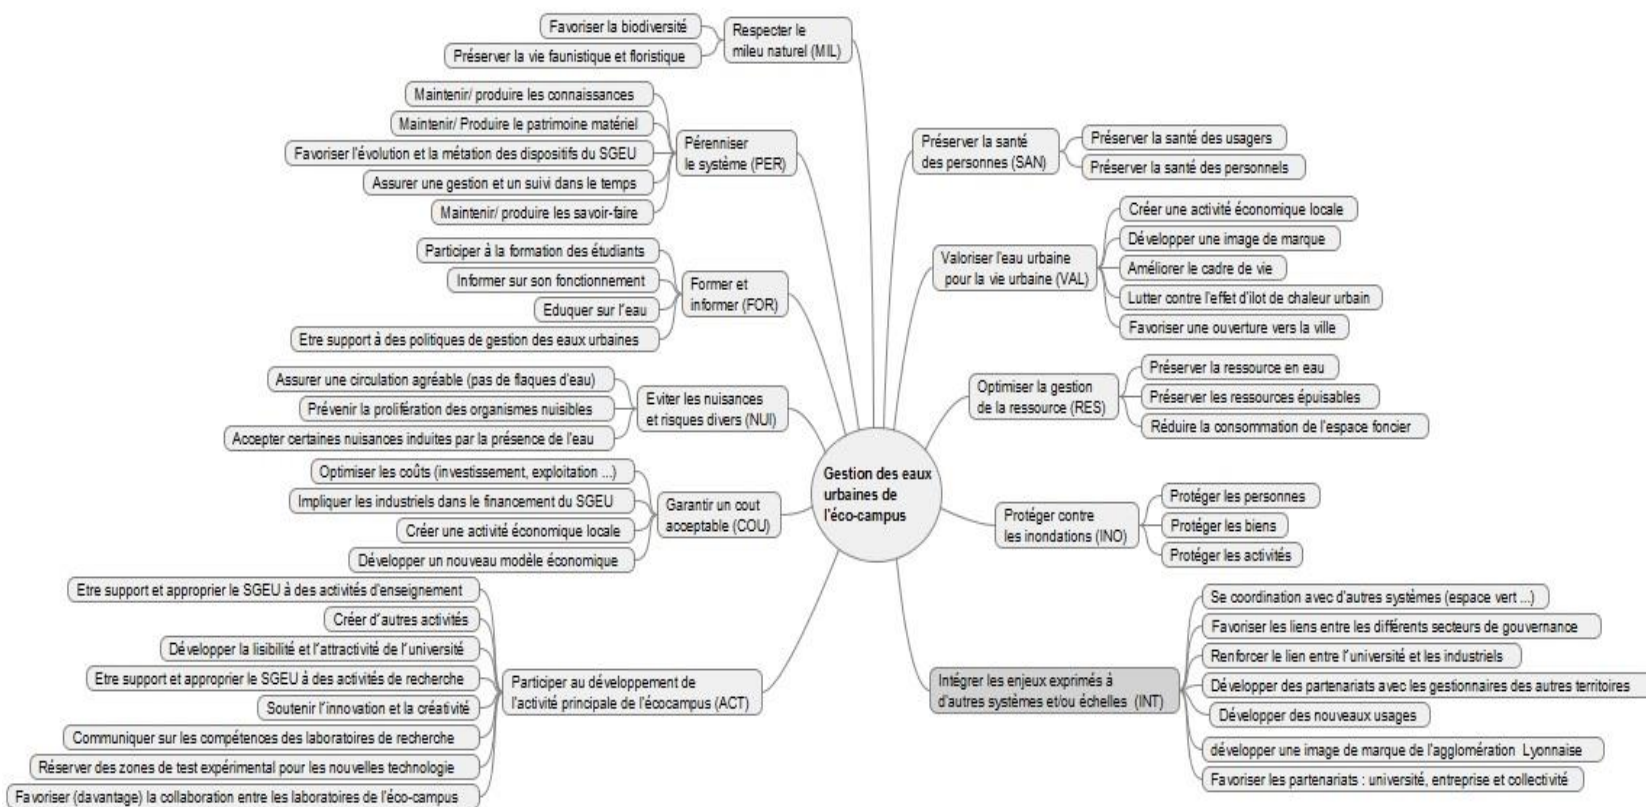 Favoriser la biodiversité
Préserver la vie faunistique et floristique
Respecter le
mileu naturel (MIL)
Maintenir/ produire les connaissances
Maintenir/ Produire le patrimoine matériel
Favoriser l'évolution et la métation des dispositifs du SGEU
Assurer une gestion et un suivi dans le temps
Maintenir/ produire les savoir-faire
Pérenniser
le système (PER)
Participer à la formation des étudiants
Informer sur son fonctionnement
Eduquer sur l'eau
Etre support à des politiques de gestion des eaux urbaines
Former et
informer (FOR)
Assurer une circulation agréable (pas de flaques d'eau)
Prévenir la prolifération des organismes nuisibles
Accepter certaines nuisances induites par la présence de l'eau
Eviter les nuisances
et risques divers (NUI)
Optimiser les coûts (investissement, exploitation ...)
Impliquer les industriels dans le financement du SGEU
Créer une activité économique locale
Développer un nouveau modèle économique
Garantir un cout
acceptable (COU)
Etre support et approprier le SGEU à des activités d'enseignement
Créer d'autres activités
Développer la lisibilité et l'attractivité de l'université
Etre support et approprier le SGEU à des activités de recherche
Soutenir l'innovation et la créativité
Communiquer sur les compétences des laboratoires de recherche
Réserver des zones de test expérimental pour les nouvelles technologie
Favoriser (davantage) la collaboration entre les laboratoires de l'éco-campus
Participer au développement de
l'activité principale de l'écocampus (ACT)
Gestion des eaux
urbaines de
l'éco-campus
Préserver la santé
des personnes (SAN)
Préserver la santé des usagers
Préserver la santé des personnels
Valoriser l'eau urbaine
pour la vie urbaine (VAL)
Créer une activité économique locale
Développer une image de marque
Améliorer le cadre de vie
Lutter contre l'effet d'ilot de chaleur urbain
Favoriser une ouverture vers la ville
Optimiser la gestion
de la ressource (RES)
Préserver la ressource en eau
Préserver les ressources épuisables
Réduire la consommation de l'espace foncier
Protéger contre
les inondations (INO)
Protéger les personnes
Protéger les biens
Protéger les activités
Intégrer les enjeux exprimés à
d'autres systèmes et/ou échelles (INT)
Se coordination avec d'autres systèmes (espace vert ...)
Favoriser les liens entre les différents secteurs de gouvernance
Renforcer le lien entre l'université et les industriels
Développer des partenariats avec les gestionnaires des autres territoires
Développer des nouveaux usages
développer une image de marque de l'agglomération Lyonnaise
Favoriser les partenariats : université, entreprise et collectivité